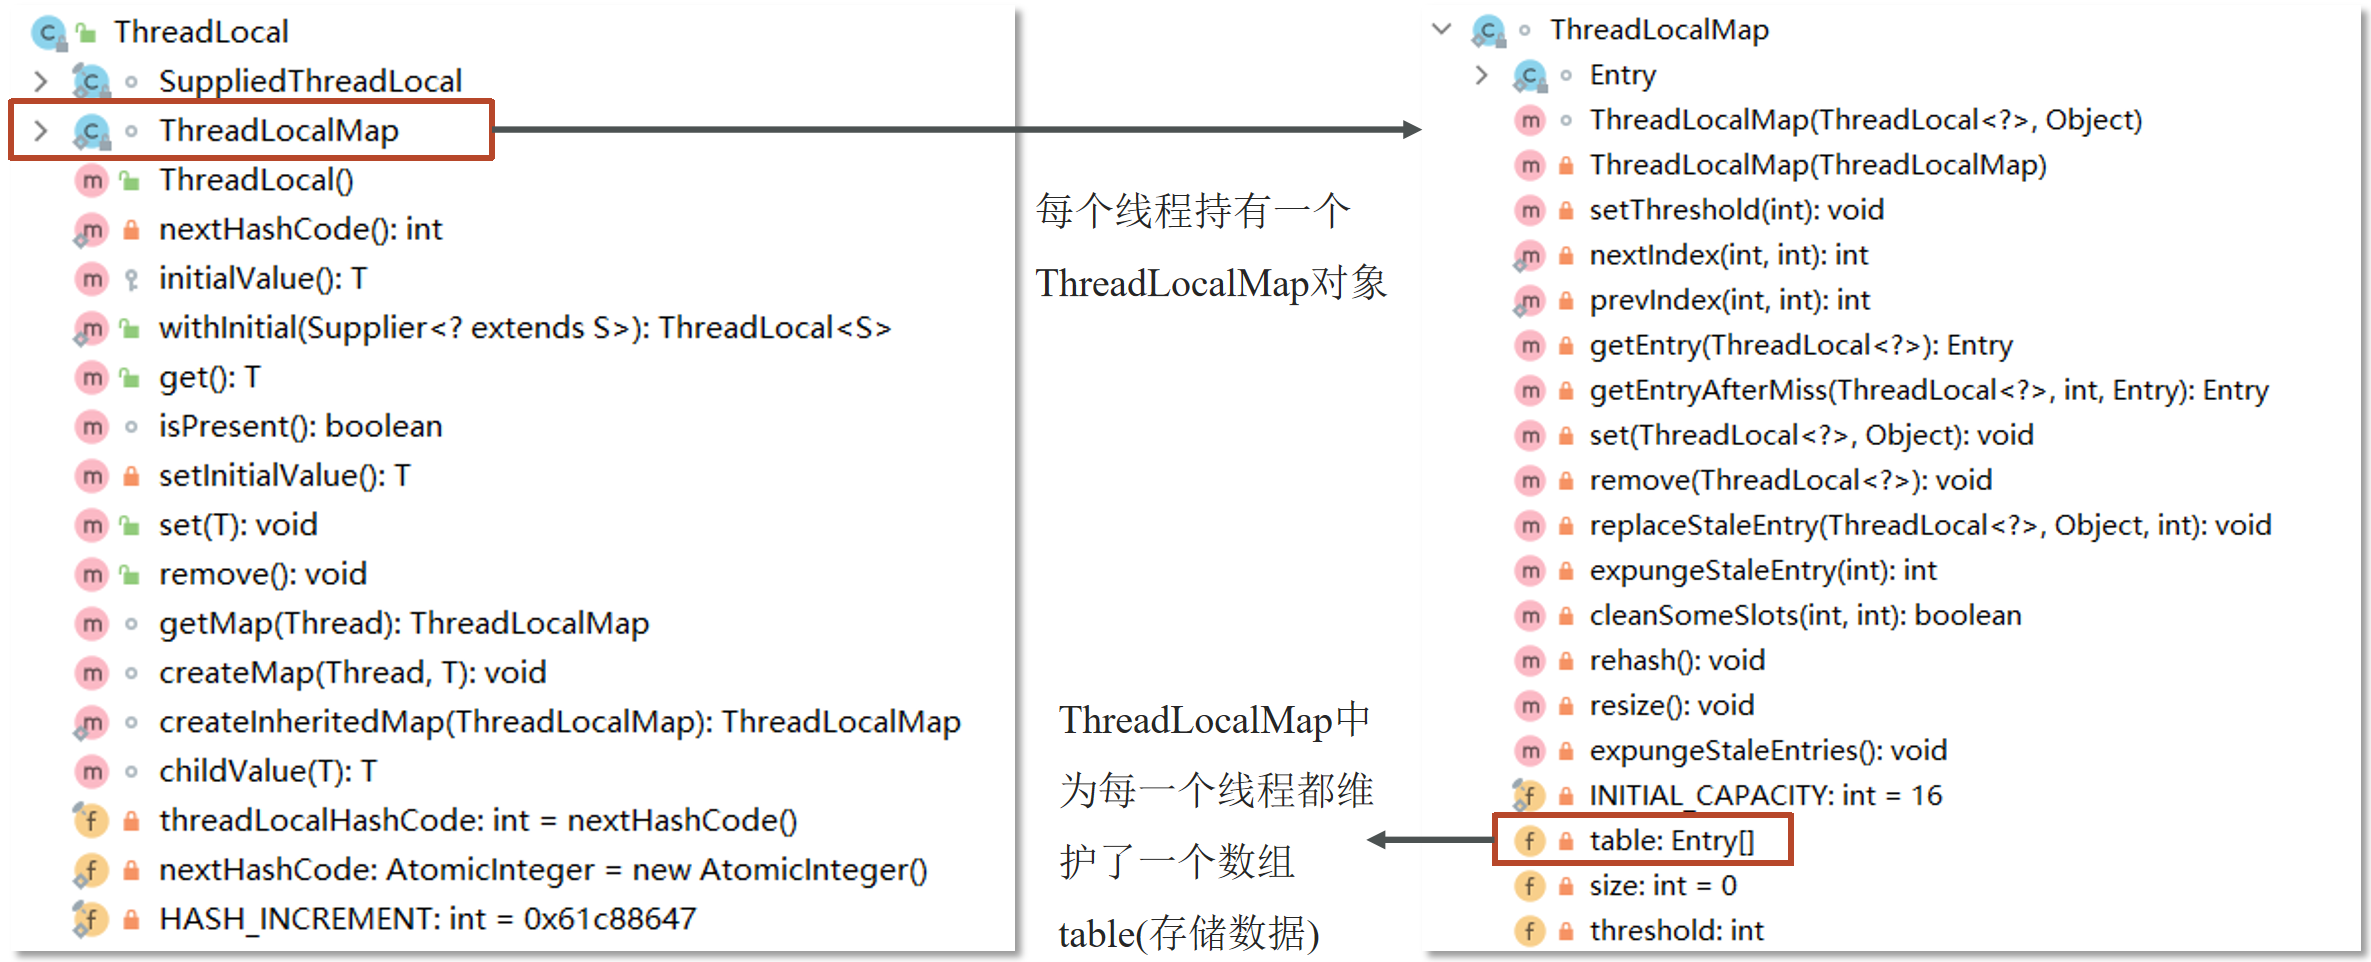 ThreadLocal
SuppliedThreadLocal
ThreadLocalMap
ThreadLocal()
nextHashCode(): int
initialValue(): T
withInitial(Supplier<? extends S>): ThreadLocal<S>
get(): T
isPresent(): boolean
setInitialValue(): T
set(T): void
remove(): void
getMap(Thread): ThreadLocalMap
createMap(Thread, T): void
createInheritedMap(ThreadLocalMap): ThreadLocalMap
childValue(T): T
threadLocalHashCode: int = nextHashCode()
nextHashCode: AtomicInteger = new AtomicInteger()
HASH_INCREMENT: int = 0x61c88647
每个线程持有一个
ThreadLocalMap对象
ThreadLocalMap中
为每一个线程都维
护了一个数组
table(存储数据)
ThreadLocalMap
Entry
ThreadLocalMap(ThreadLocal<?>, Object)
ThreadLocalMap(ThreadLocalMap)
setThreshold(int): void
nextIndex(int, int): int
prevIndex(int, int): int
getEntry(ThreadLocal<?>): Entry
getEntryAfterMiss(ThreadLocal<?>, int, Entry): Entry
set(ThreadLocal<?>, Object): void
remove(ThreadLocal<?>): void
replaceStaleEntry(ThreadLocal<?>, Object, int): void
expungeStaleEntry(int): int
cleanSomeSlots(int, int): boolean
rehash(): void
resize(): void
expungeStaleEntries(): void
INITIAL_CAPACITY: int = 16
table: Entry[]
size: int = 0
threshold: int